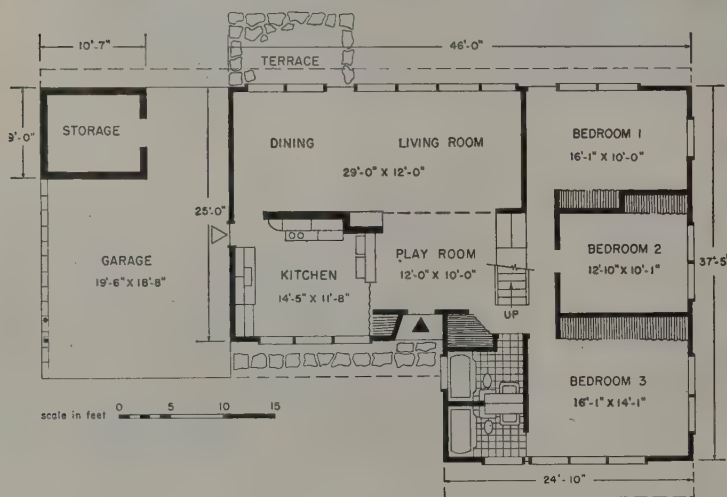 10'-7"
46'-0"
TERRACE
9'-0"
STORAGE
DINING
LIVING ROOM
29'-0" X 12'-0"
BEDROOM 1
16'-1" X 10'-0"
25'-0"
GARAGE
19'-6" X 18'-8"
KITCHEN
14'-5" X 11'-8"
PLAY ROOM
12'-0" X 10'-0"
UP
BEDROOM 2
12'-10" X 10'-1"
37'-5"
BEDROOM 3
16'-1" X 14'-1"
scale in feet 0 5 10 15
24'-10"